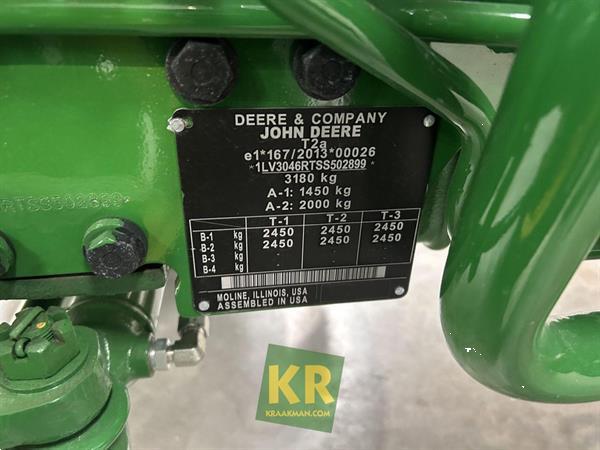 DEERE & COMPANY
JOHN DEERE
T2a
e1*167/2013*00026
*1LV3046RTSS502899*
3180 kg
A-1: 1450 kg
A-2: 2000 kg
T-1 T-2 T-3
B-1 kg 2450 2450 2450
B-2 kg 2450 2450 2450
B-3 kg
B-4 kg
MOLINE, ILLINOIS, USA
ASSEMBLED IN USA
KR
KRAAKMAN.COM